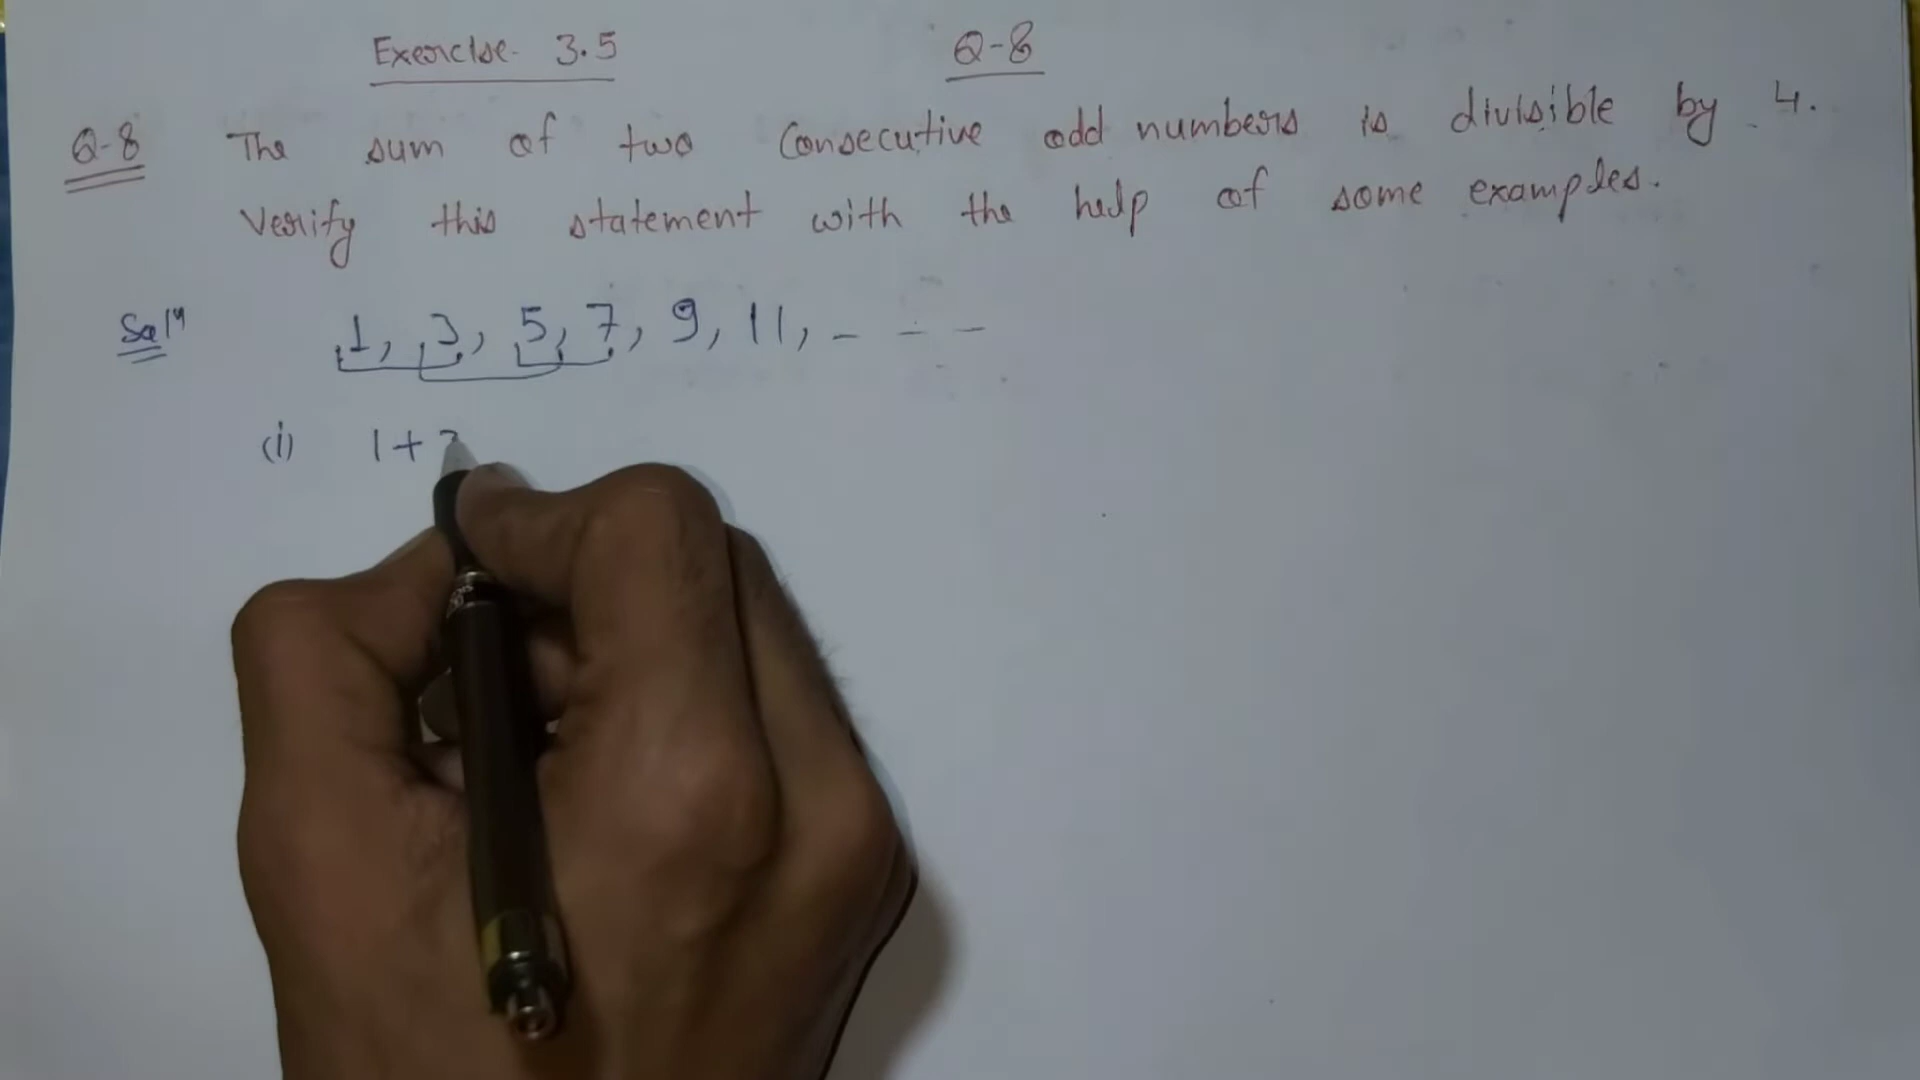 Exercise 3.5 Q-8
Q-8 The sum of two consecutive odd numbers is divisible by 4.
Verify this statement with the help of some examples.
Solⁿ 1, 3, 5, 7, 9, 11, - - -
(i) 1+3